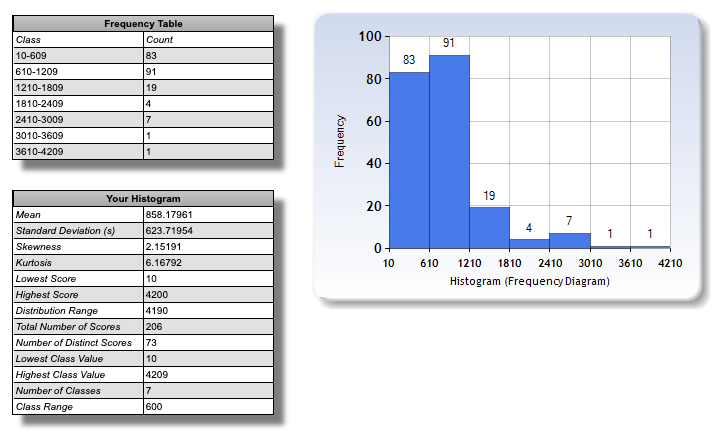 Frequency Table
Class Count
10-609 83
610-1209 91
1210-1809 19
1810-2409 4
2410-3009 7
3010-3609 1
3610-4209 1
Your Histogram
Mean 858.17961
Standard Deviation (s) 623.71954
Skewness 2.15191
Kurtosis 6.16792
Lowest Score 10
Highest Score 4200
Distribution Range 4190
Total Number of Scores 206
Number of Distinct Scores 73
Lowest Class Value 10
Highest Class Value 4209
Number of Classes 7
Class Range 600
Frequency
100
80
60
40
20
0
83
91
19
4
7
1
1
10 610 1210 1810 2410 3010 3610 4210
Histogram (Frequency Diagram)